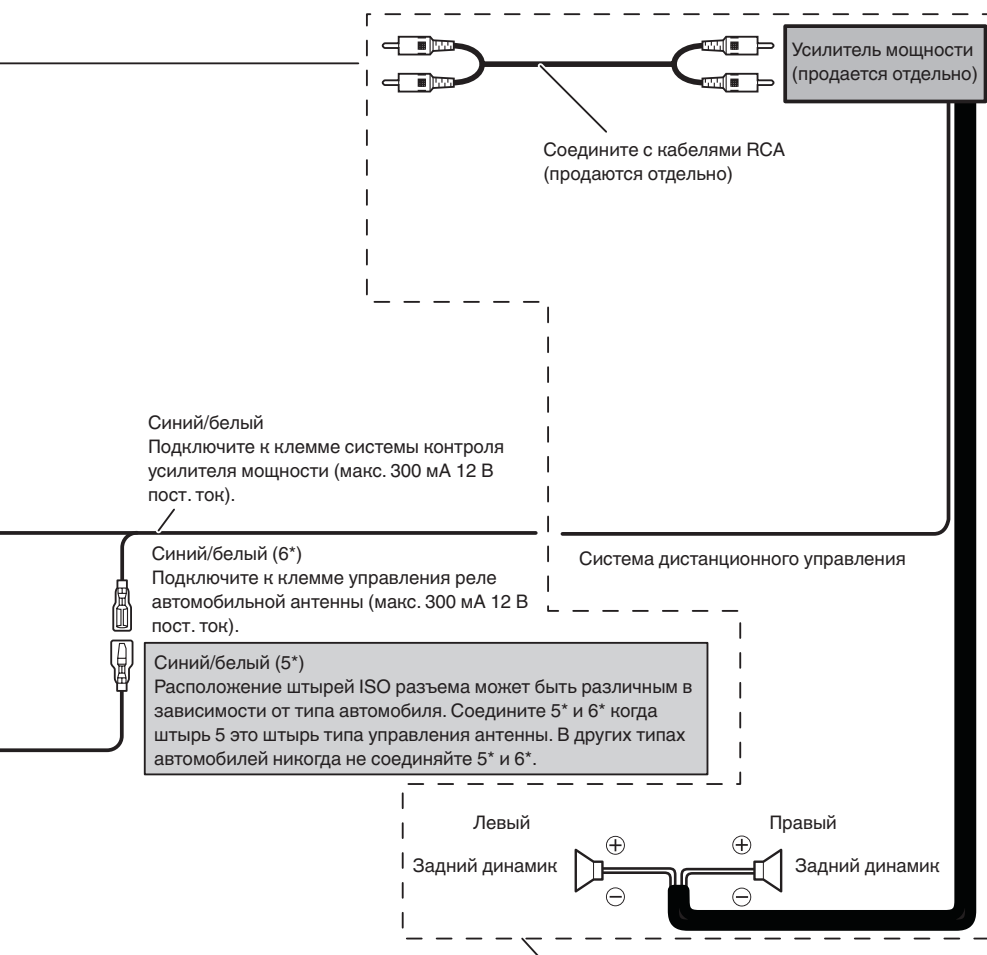 Усилитель мощности
(продается отдельно)
Соедините с кабелями RCA
(продаются отдельно)
Синий/белый
Подключите к клемме системы контроля
усилителя мощности (макс. 300 мА 12 В
пост. ток).
Синий/белый (6*)
Подключите к клемме управления реле
автомобильной антенны (макс. 300 мА 12 В
пост. ток).
Система дистанционного управления
Синий/белый (5*)
Расположение штырей ISO разъема может быть различным в
зависимости от типа автомобиля. Соедините 5* и 6* когда
штырь 5 это штырь типа управления антенны. В других типах
автомобилей никогда не соединяйте 5* и 6*.
Левый
Правый
Задний динамик
Задний динамик